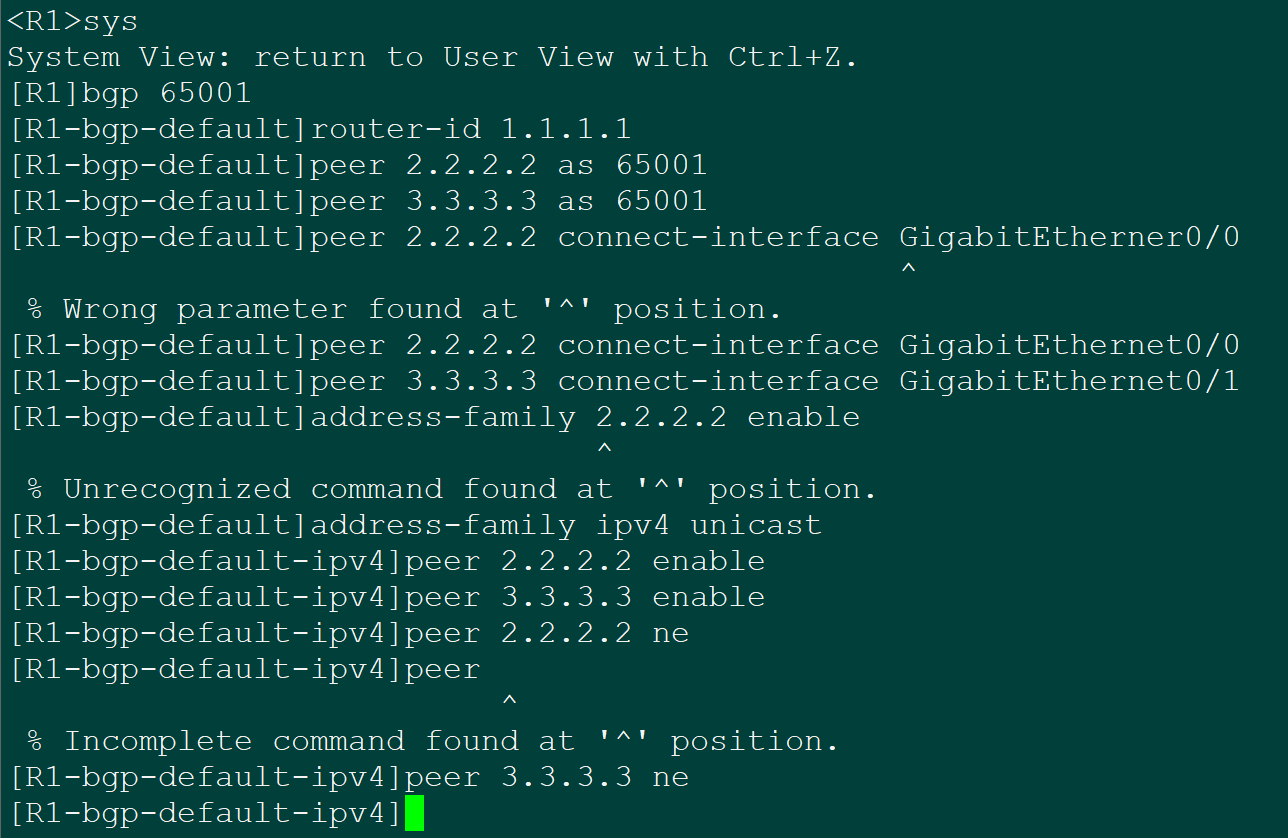 <R1>sys
System View: return to User View with Ctrl+Z.
[R1]bgp 65001
[R1-bgp-default]router-id 1.1.1.1
[R1-bgp-default]peer 2.2.2.2 as 65001
[R1-bgp-default]peer 3.3.3.3 as 65001
[R1-bgp-default]peer 2.2.2.2 connect-interface GigabitEtherner0/0
                                               ^
 % Wrong parameter found at '^' position.
[R1-bgp-default]peer 2.2.2.2 connect-interface GigabitEthernet0/0
[R1-bgp-default]peer 3.3.3.3 connect-interface GigabitEthernet0/1
[R1-bgp-default]address-family 2.2.2.2 enable
                               ^
 % Unrecognized command found at '^' position.
[R1-bgp-default]address-family ipv4 unicast
[R1-bgp-default-ipv4]peer 2.2.2.2 enable
[R1-bgp-default-ipv4]peer 3.3.3.3 enable
[R1-bgp-default-ipv4]peer 2.2.2.2 ne
[R1-bgp-default-ipv4]peer
                          ^
 % Incomplete command found at '^' position.
[R1-bgp-default-ipv4]peer 3.3.3.3 ne
[R1-bgp-default-ipv4]